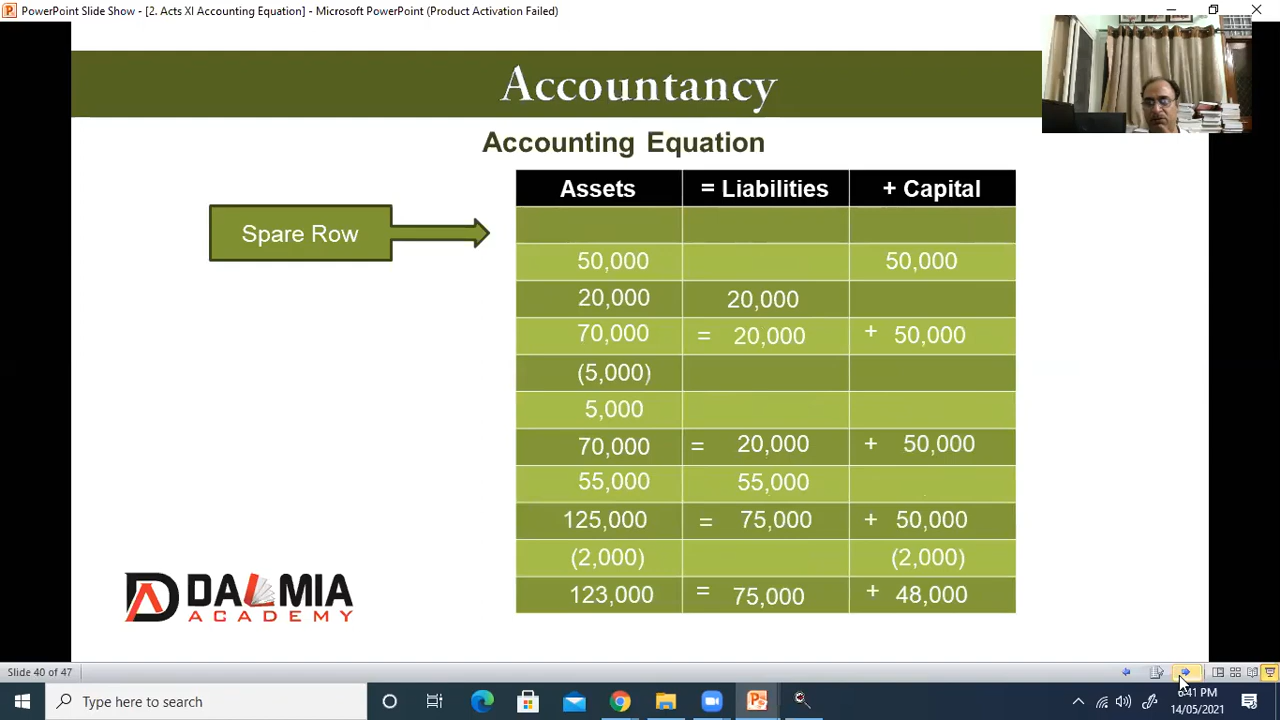 PowerPoint Slide Show - [2. Acts XI Accounting Equation] - Microsoft PowerPoint (Product Activation Failed)
Accountancy
Accounting Equation
Spare Row
Assets = Liabilities + Capital
50,000 50,000
20,000 20,000
70,000 = 20,000 + 50,000
(5,000)
5,000
70,000 = 20,000 + 50,000
55,000 55,000
125,000 = 75,000 + 50,000
(2,000) (2,000)
123,000 = 75,000 + 48,000
DALMIA
ACADEMY
Slide 40 of 47
Type here to search
:41 PM
14/05/2021